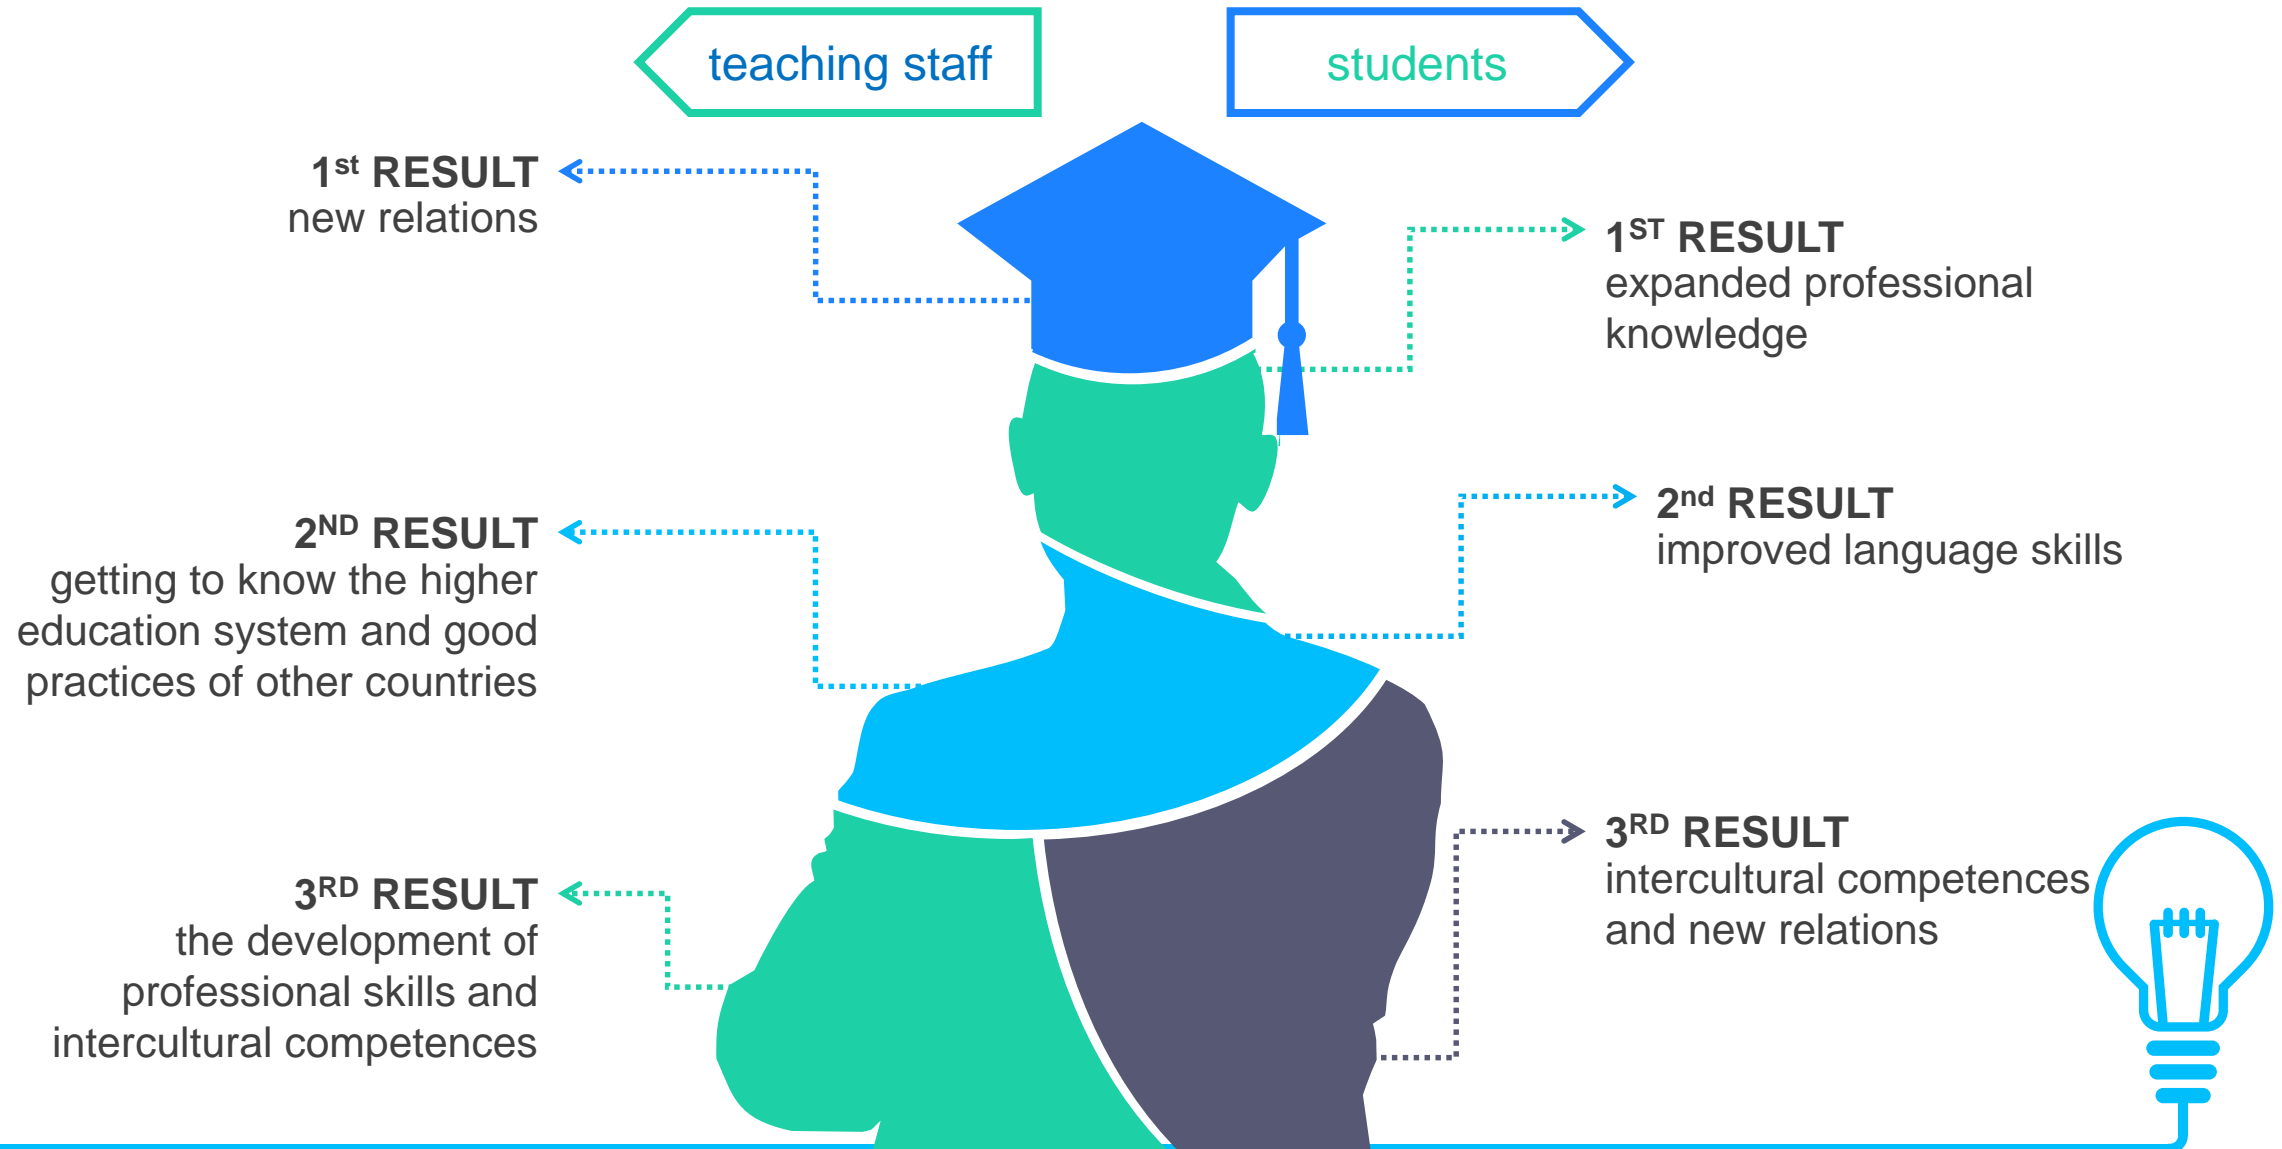 teaching staff
students
1st RESULT
new relations
2ND RESULT
getting to know the higher
education system and good
practices of other countries
3RD RESULT
the development of
professional skills and
intercultural competences
1ST RESULT
expanded professional
knowledge
2nd RESULT
improved language skills
3RD RESULT
intercultural competences
and new relations